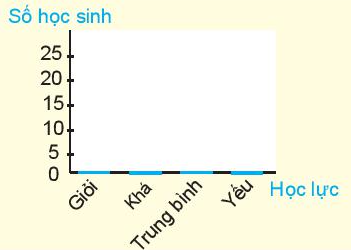 Số học sinh
25
20
15
10
5
0
Giỏi
Khá
Trung bình
Yếu
Học lực